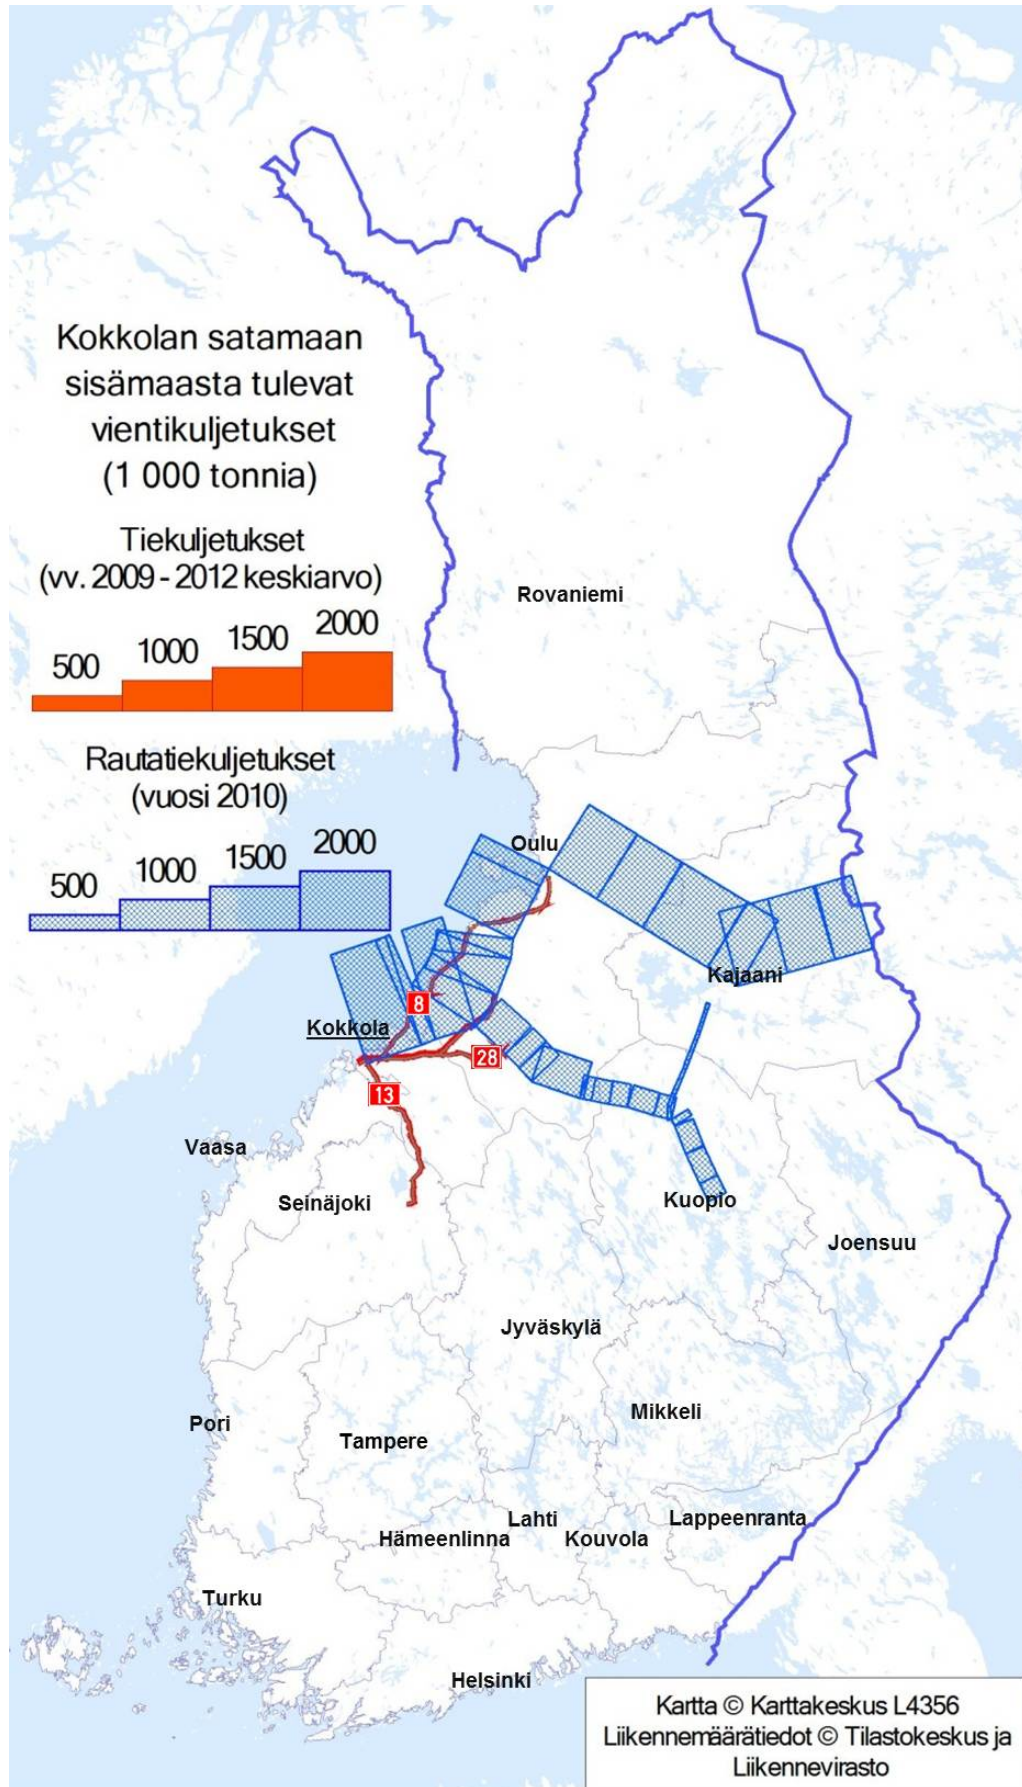 Kokkolan satamaan
sisämaasta tulevat
vientikuljetukset
(1 000 tonnia)
Tiekuljetukset
(vv. 2009 - 2012 keskiarvo)
500
1000
1500
2000
Rautatiekuljetukset
(vuosi 2010)
500
1000
1500
2000
Rovaniemi
Oulu
Kajaani
8
Kokkola
28
13
Vaasa
Seinäjoki
Kuopio
Joensuu
Jyväskylä
Mikkeli
Pori
Tampere
Lahti
Lappeenranta
Hämeenlinna
Kouvola
Turku
Helsinki
Kartta © Karttakeskus L4356
Liikennemäärätiedot © Tilastokeskus ja
Liikennevirasto